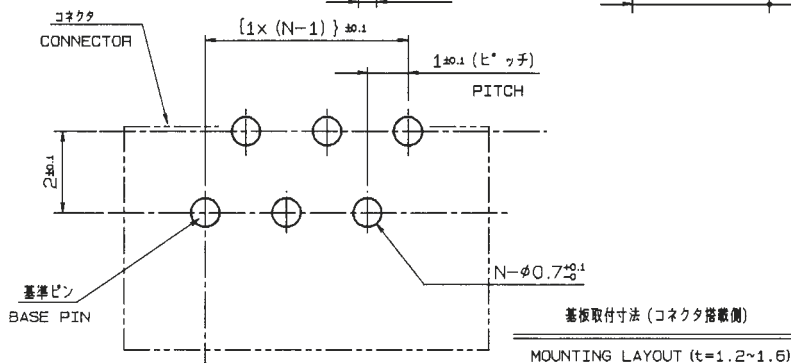 コネクタ
CONNECTOR
{1x (N-1) } ±0.1
1±0.1 (ピッチ)
PITCH
2±0.1
N-φ0.7+0.1-0
基準ピン
BASE PIN
基板取付寸法 (コネクタ搭載側)
MOUNTING LAYOUT (t=1.2~1.6)